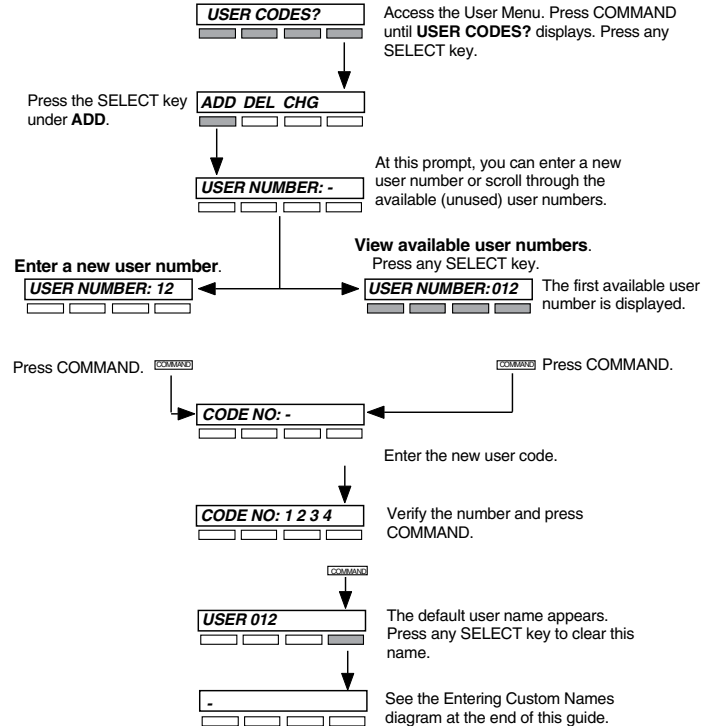 USER CODES?
Access the User Menu. Press COMMAND
until USER CODES? displays. Press any
SELECT key.
Press the SELECT key
under ADD.
ADD DEL CHG
USER NUMBER: -
At this prompt, you can enter a new
user number or scroll through the
available (unused) user numbers.
Enter a new user number.
USER NUMBER: 12
View available user numbers.
Press any SELECT key.
USER NUMBER:012
The first available user
number is displayed.
Press COMMAND.
COMMAND
COMMAND
Press COMMAND.
CODE NO: -
Enter the new user code.
CODE NO: 1 2 3 4
Verify the number and press
COMMAND.
COMMAND
USER 012
The default user name appears.
Press any SELECT key to clear this
name.
-
See the Entering Custom Names
diagram at the end of this guide.